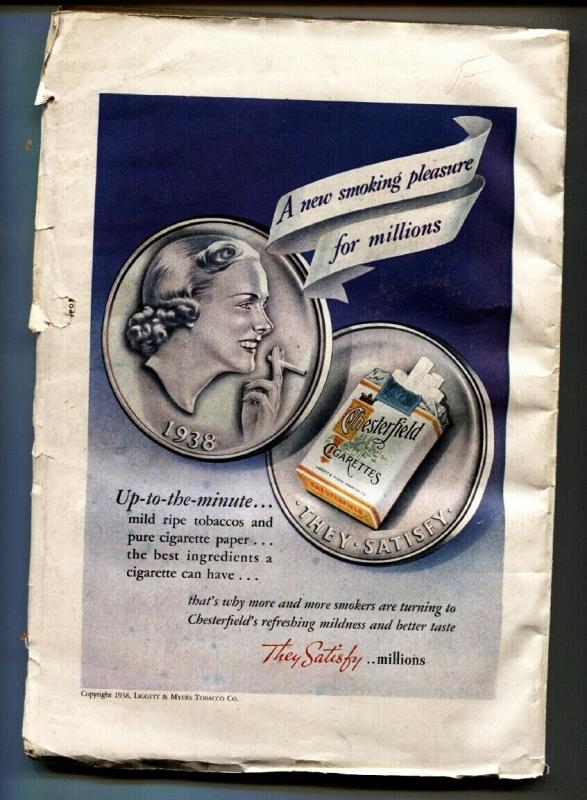 A new smoking pleasure
for millions
1938
Chesterfield
CIGARETTES
CHESTERFIELD
· THEY · SATISFY ·
Up-to-the-minute...
mild ripe tobaccos and
pure cigarette paper...
the best ingredients a
cigarette can have...
that's why more and more smokers are turning to
Chesterfield's refreshing mildness and better taste
They Satisfy ..millions
Copyright 1938, LIGGETT & MYERS TOBACCO CO.